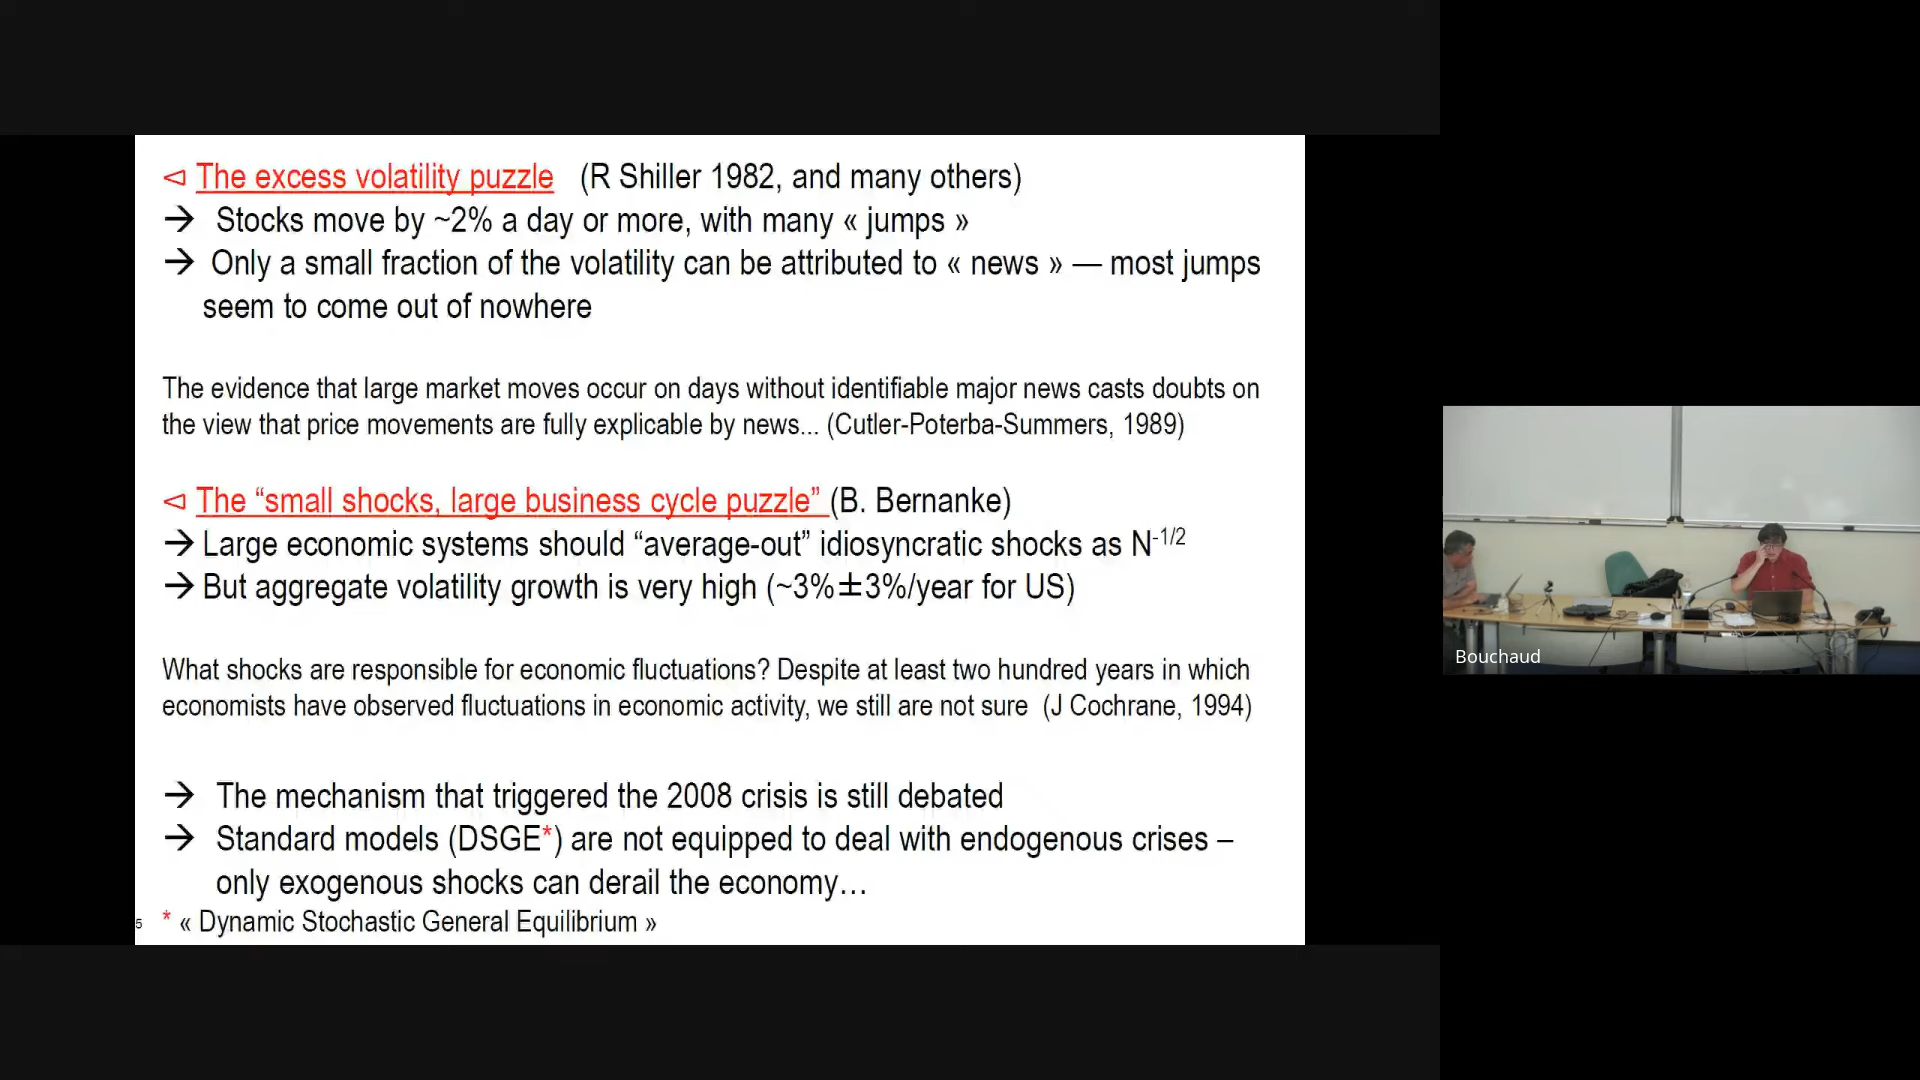 ⊲ The excess volatility puzzle (R Shiller 1982, and many others)
→ Stocks move by ~2% a day or more, with many « jumps »
→ Only a small fraction of the volatility can be attributed to « news » — most jumps
seem to come out of nowhere
The evidence that large market moves occur on days without identifiable major news casts doubts on
the view that price movements are fully explicable by news... (Cutler-Poterba-Summers, 1989)
⊲ The “small shocks, large business cycle puzzle” (B. Bernanke)
→ Large economic systems should “average-out” idiosyncratic shocks as N^-1/2
→ But aggregate volatility growth is very high (~3%±3%/year for US)
What shocks are responsible for economic fluctuations? Despite at least two hundred years in which
economists have observed fluctuations in economic activity, we still are not sure (J Cochrane, 1994)
→ The mechanism that triggered the 2008 crisis is still debated
→ Standard models (DSGE*) are not equipped to deal with endogenous crises –
only exogenous shocks can derail the economy…
5 * « Dynamic Stochastic General Equilibrium »
Bouchaud